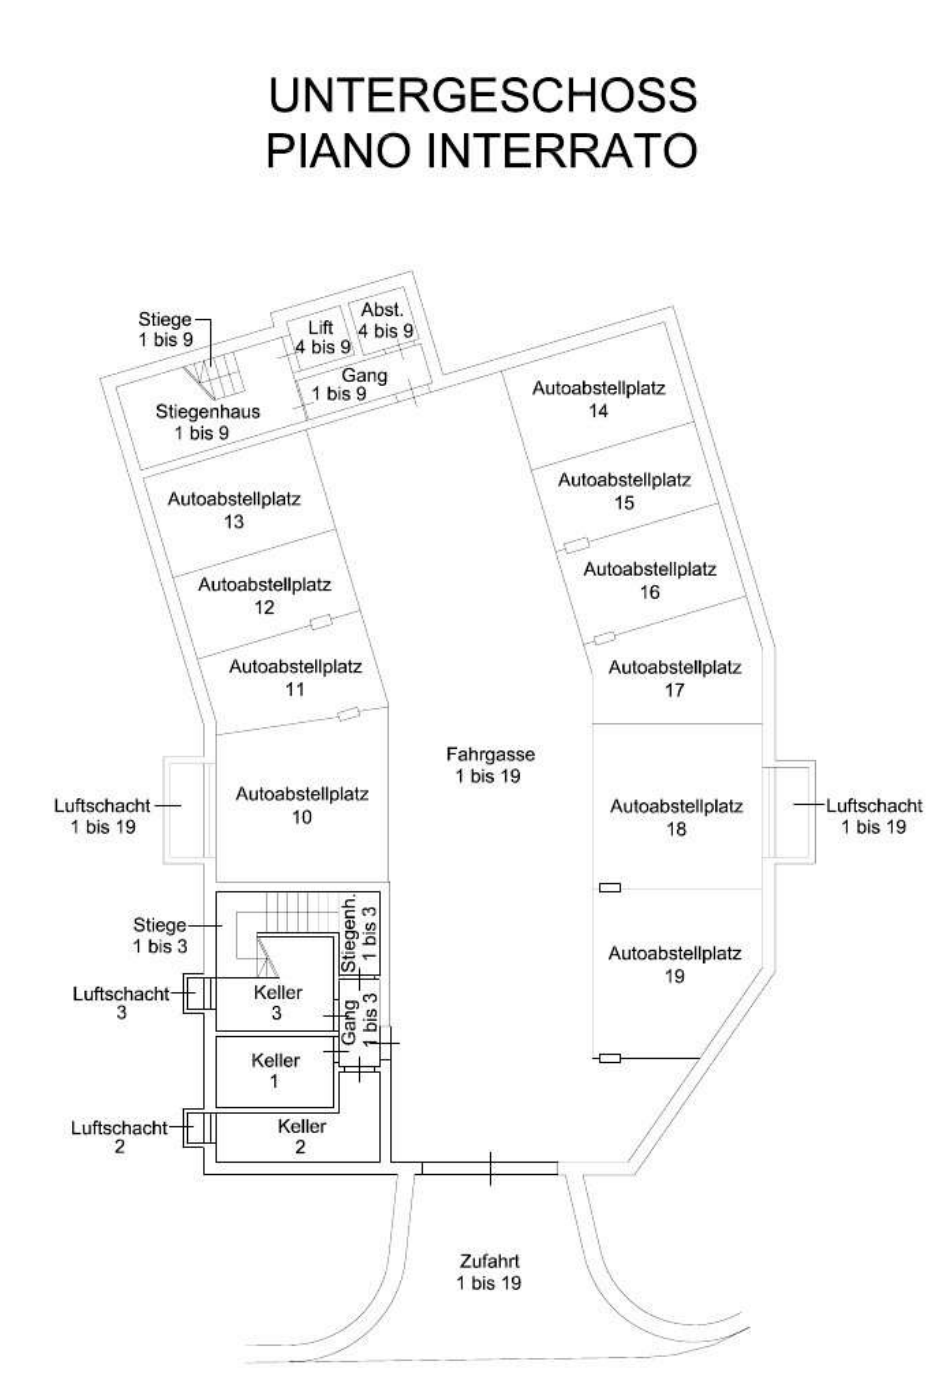 UNTERGESCHOSS
PIANO INTERRATO
Stiege
1 bis 9
Lift
4 bis 9
Abst.
4 bis 9
Gang
1 bis 9
Stiegenhaus
1 bis 9
Autoabstellplatz
14
Autoabstellplatz
13
Autoabstellplatz
15
Autoabstellplatz
12
Autoabstellplatz
16
Autoabstellplatz
11
Autoabstellplatz
17
Fahrgasse
1 bis 19
Luftschacht
1 bis 19
Autoabstellplatz
10
Autoabstellplatz
18
Luftschacht
1 bis 19
Stiege
1 bis 3
Stiegenh.
1 bis 3
Autoabstellplatz
19
Luftschacht
3
Keller
3
Gang
1 bis 3
Keller
1
Luftschacht
2
Keller
2
Zufahrt
1 bis 19